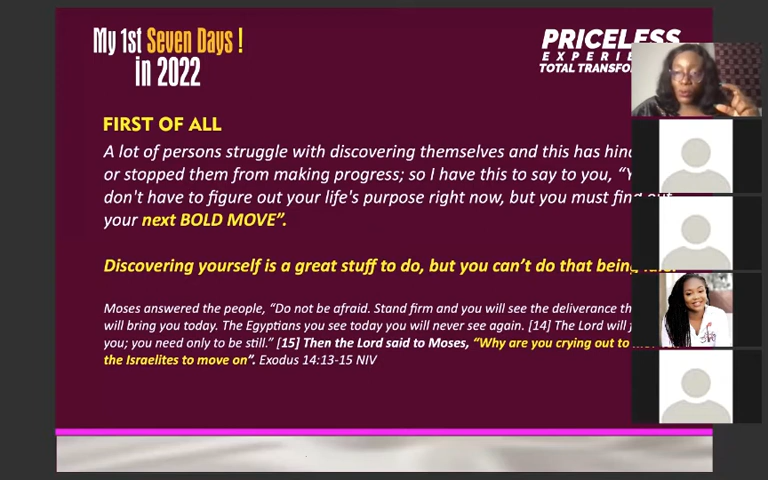 My 1st Seven Days !
in 2022
PRICELESS
EXPERIE
TOTAL TRANSFOR
FIRST OF ALL
A lot of persons struggle with discovering themselves and this has hin
or stopped them from making progress; so I have this to say to you, “Y
don't have to figure out your life's purpose right now, but you must find
your next BOLD MOVE”.
Discovering yourself is a great stuff to do, but you can’t do that being
Moses answered the people, “Do not be afraid. Stand firm and you will see the deliverance th
will bring you today. The Egyptians you see today you will never see again. [14] The Lord will f
you; you need only to be still.” [15] Then the Lord said to Moses, “Why are you crying out to
the Israelites to move on”. Exodus 14:13-15 NIV